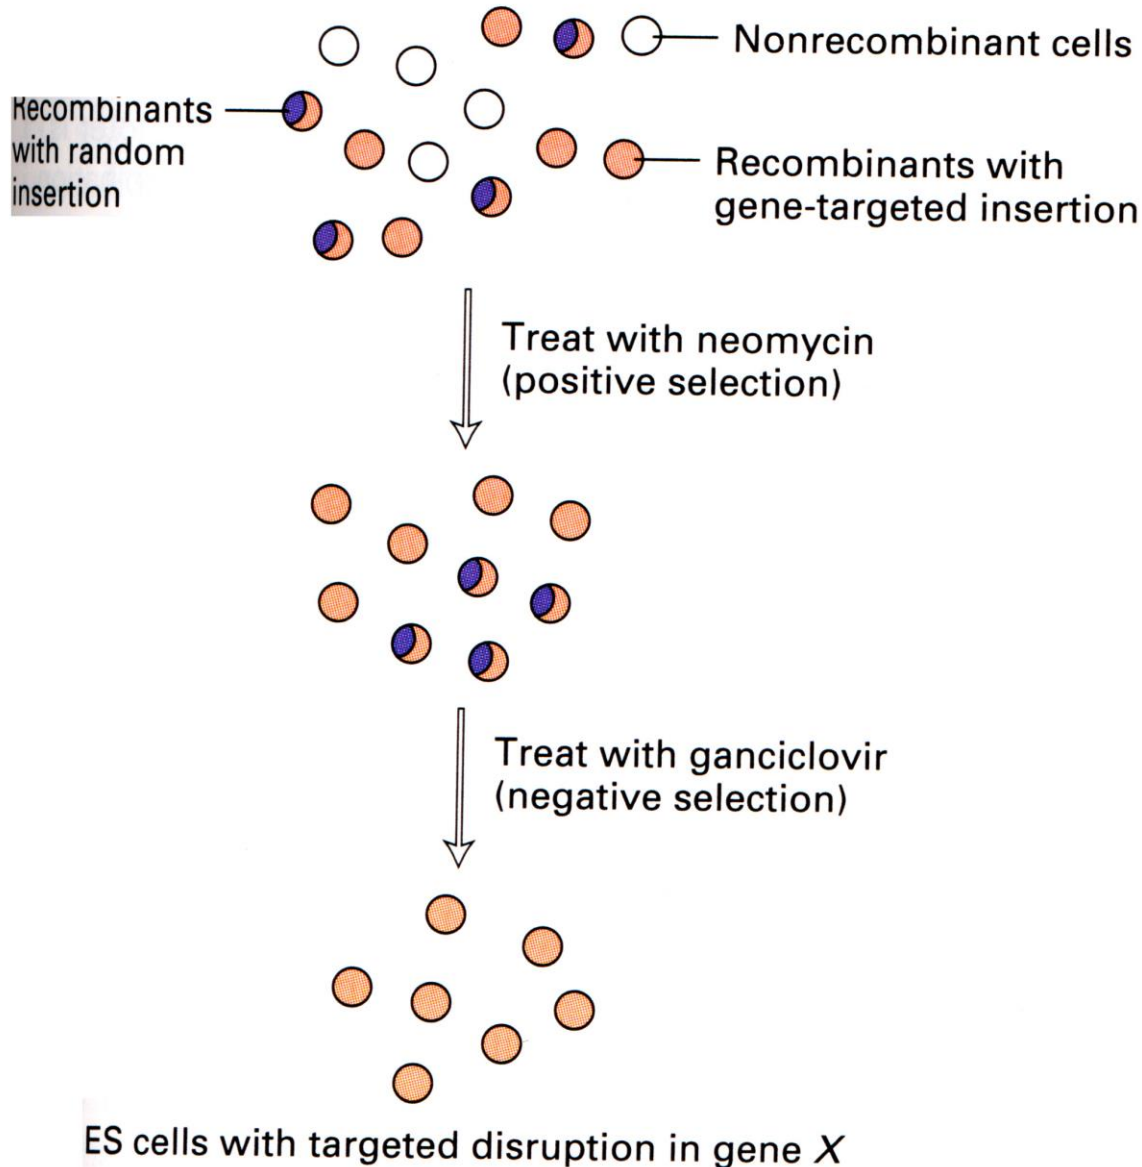 Nonrecombinant cells
Recombinants
with random
insertion
Recombinants with
gene-targeted insertion
Treat with neomycin
(positive selection)
Treat with ganciclovir
(negative selection)
ES cells with targeted disruption in gene X